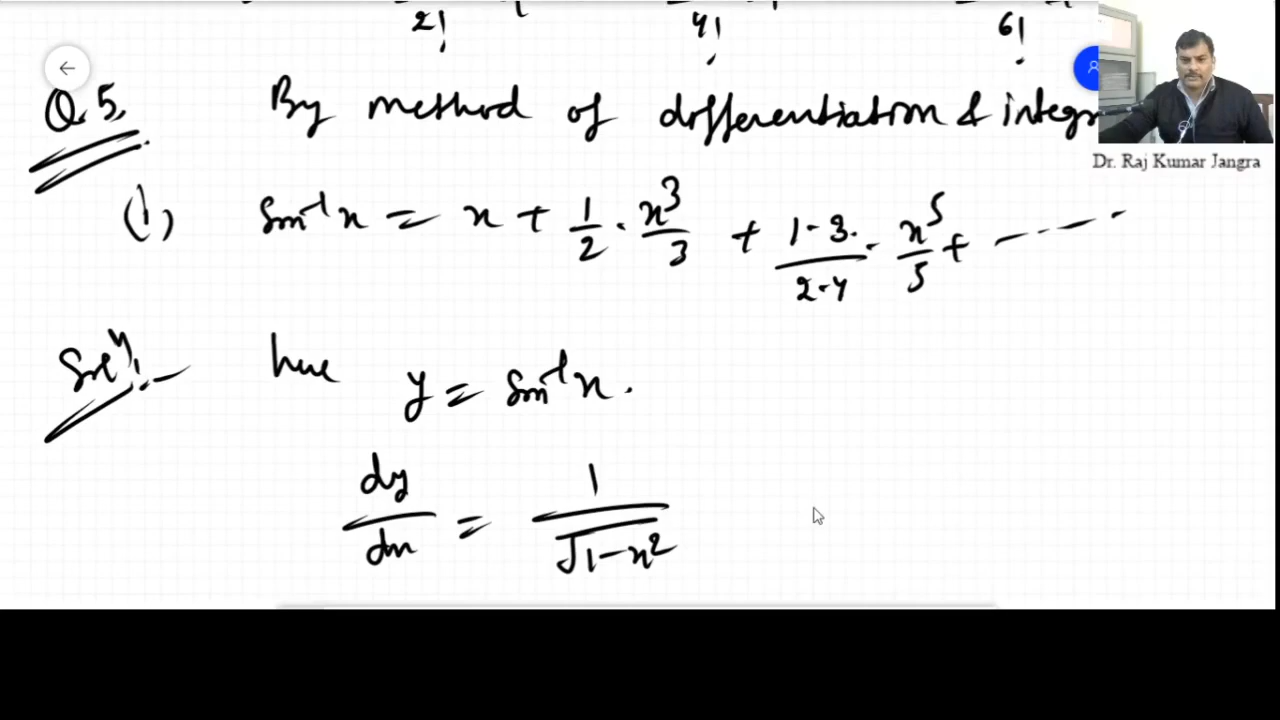 2! 4! 6!
Q.5. By method of differentiation & integr
Dr. Raj Kumar Jangra
(i) Sin⁻¹x = x + 1/2 · x³/3 + 1·3/2·4 · x⁵/5 + -----
Solⁿ:- here y = Sin⁻¹x.
dy/dx = 1/√1-x²